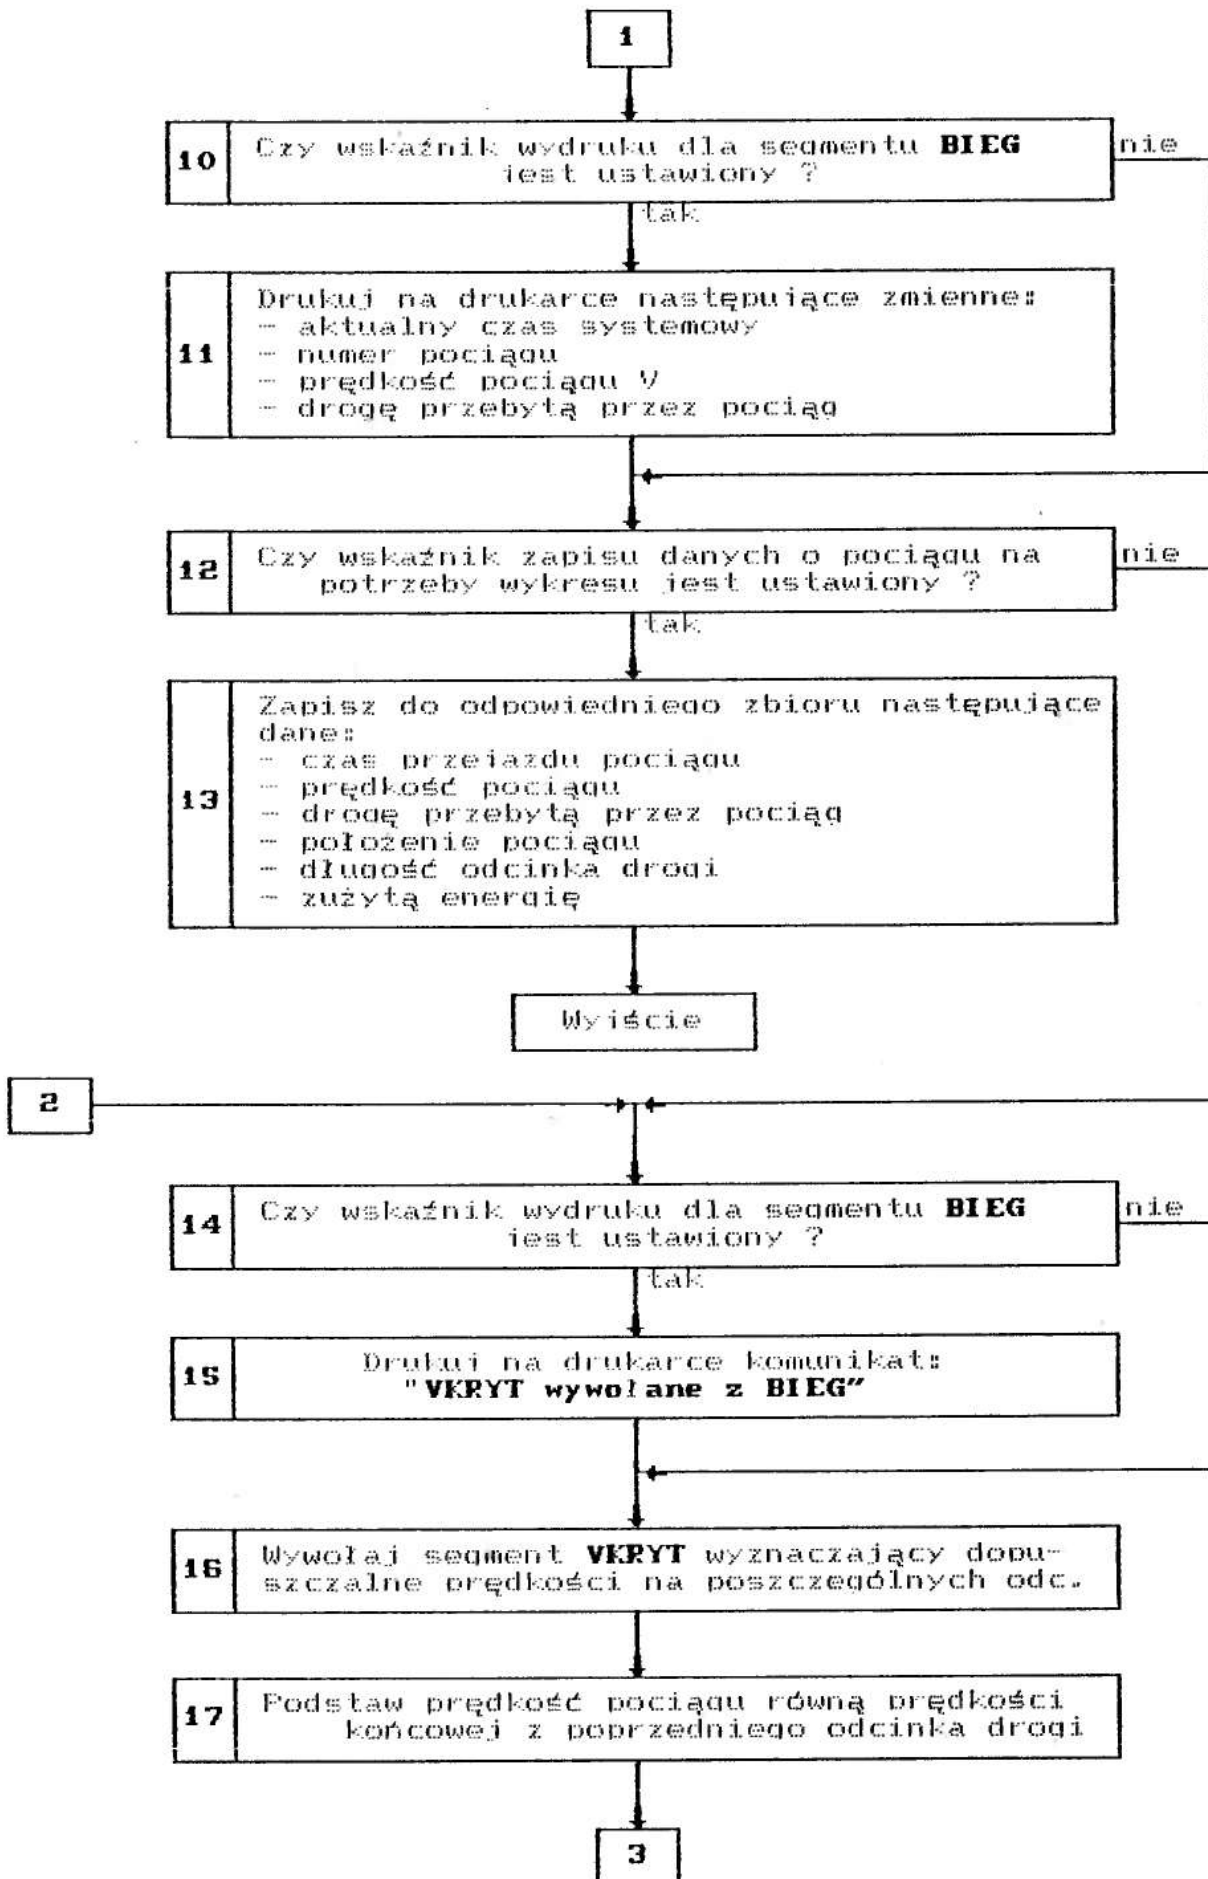 1
10
Czy wskaźnik wydruku dla segmentu BIEG
jest ustawiony ?
nie
tak
11
Drukuj na drukarce następujące zmienne:
- aktualny czas systemowy
- numer pociągu
- prędkość pociągu V
- drogę przebytą przez pociąg
12
Czy wskaźnik zapisu danych o pociągu na
potrzeby wykresu jest ustawiony ?
nie
tak
13
Zapisz do odpowiedniego zbioru następujące
dane:
- czas przejazdu pociągu
- prędkość pociągu
- drogę przebytą przez pociąg
- położenie pociągu
- długość odcinka drogi
- zużytą energię
Wyjście
2
14
Czy wskaźnik wydruku dla segmentu BIEG
jest ustawiony ?
nie
tak
15
Drukuj na drukarce komunikat:
"VKRYT wywołane z BIEG"
16
Wywołaj segment VKRYT wyznaczający dopu-
szczalne prędkości na poszczególnych odc.
17
Podstaw prędkość pociągu równą prędkości
końcowej z poprzedniego odcinka drogi
3